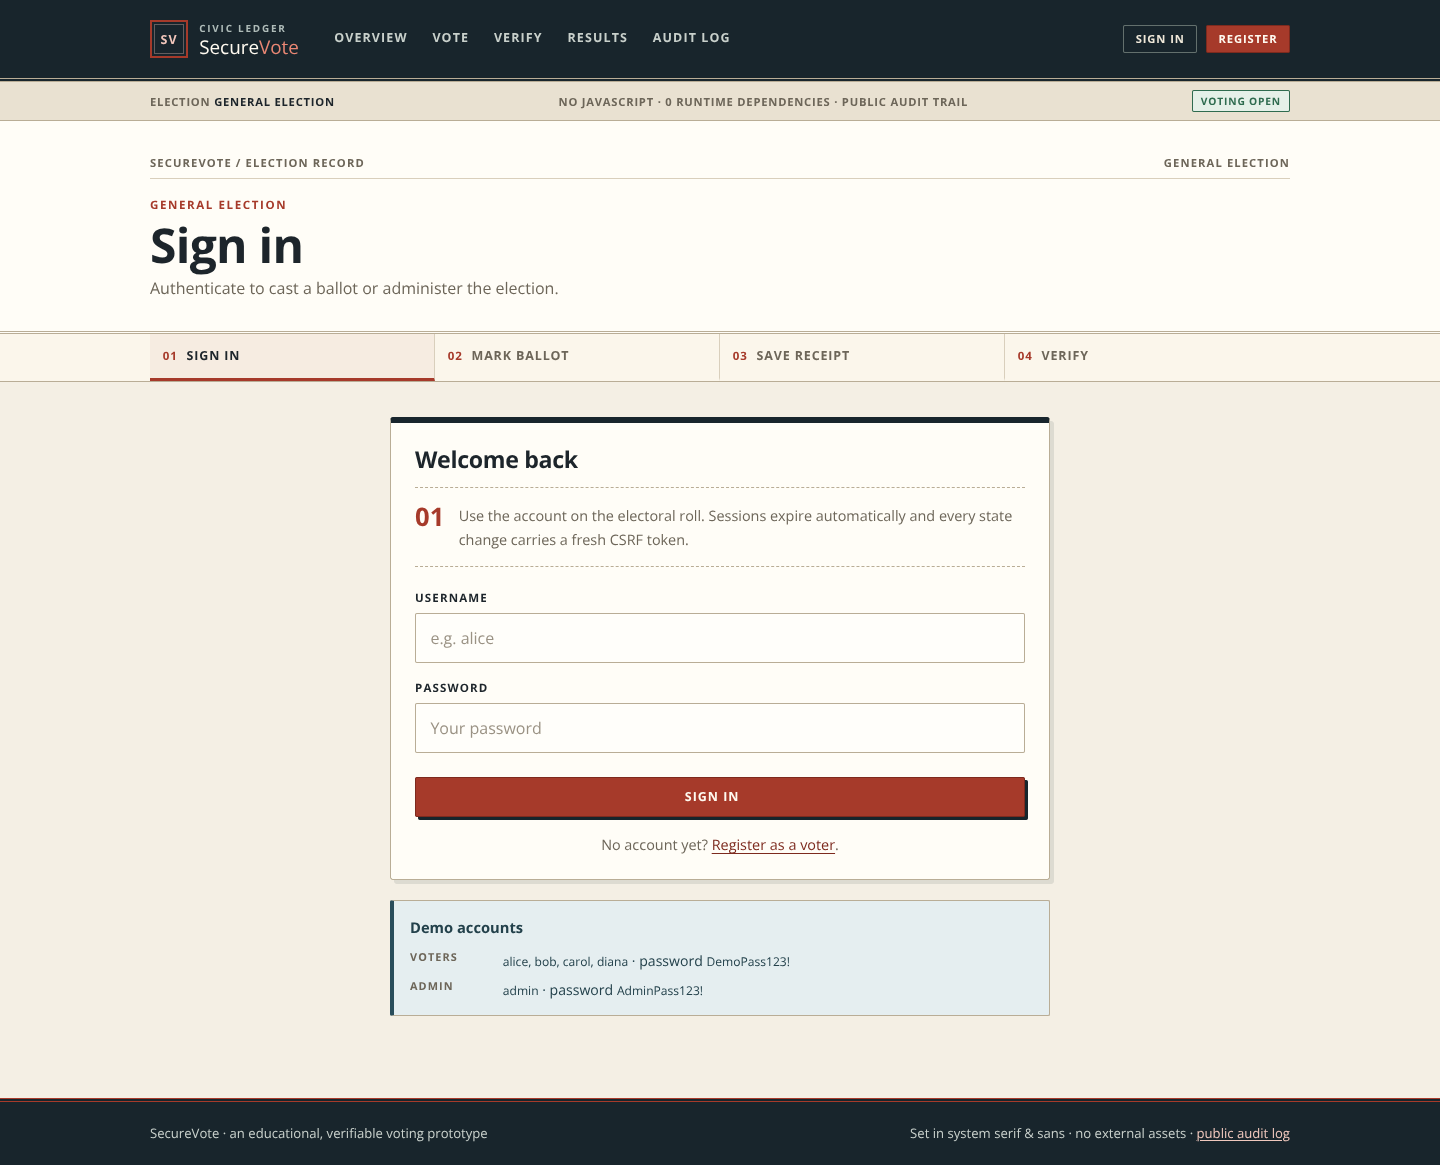 SV
CIVIC LEDGER
SecureVote
OVERVIEW VOTE VERIFY RESULTS AUDIT LOG
SIGN IN REGISTER
ELECTION GENERAL ELECTION
NO JAVASCRIPT · 0 RUNTIME DEPENDENCIES · PUBLIC AUDIT TRAIL
VOTING OPEN
SECUREVOTE / ELECTION RECORD
GENERAL ELECTION
GENERAL ELECTION
Sign in
Authenticate to cast a ballot or administer the election.
01 SIGN IN
02 MARK BALLOT
03 SAVE RECEIPT
04 VERIFY
Welcome back
01
Use the account on the electoral roll. Sessions expire automatically and every state
change carries a fresh CSRF token.
USERNAME
e.g. alice
PASSWORD
Your password
SIGN IN
No account yet? Register as a voter.
Demo accounts
VOTERS alice, bob, carol, diana · password DemoPass123!
ADMIN admin · password AdminPass123!
SecureVote · an educational, verifiable voting prototype
Set in system serif & sans · no external assets · public audit log